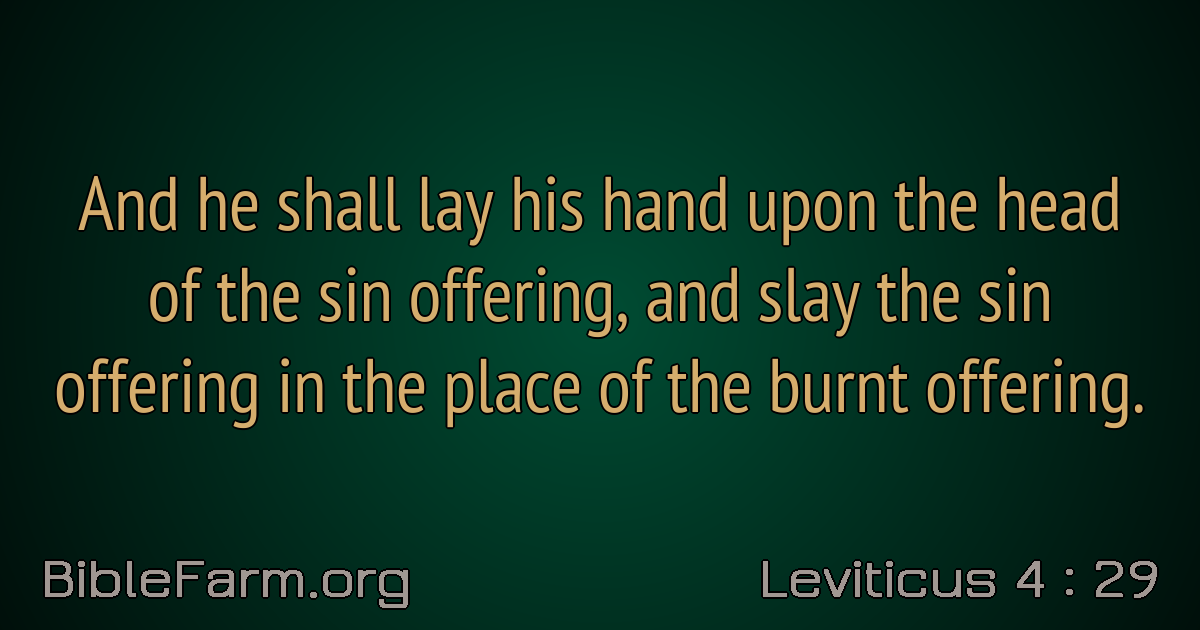 And he shall lay his hand upon the head
of the sin offering, and slay the sin
offering in the place of the burnt offering.
BibleFarm.org
Leviticus 4 : 29